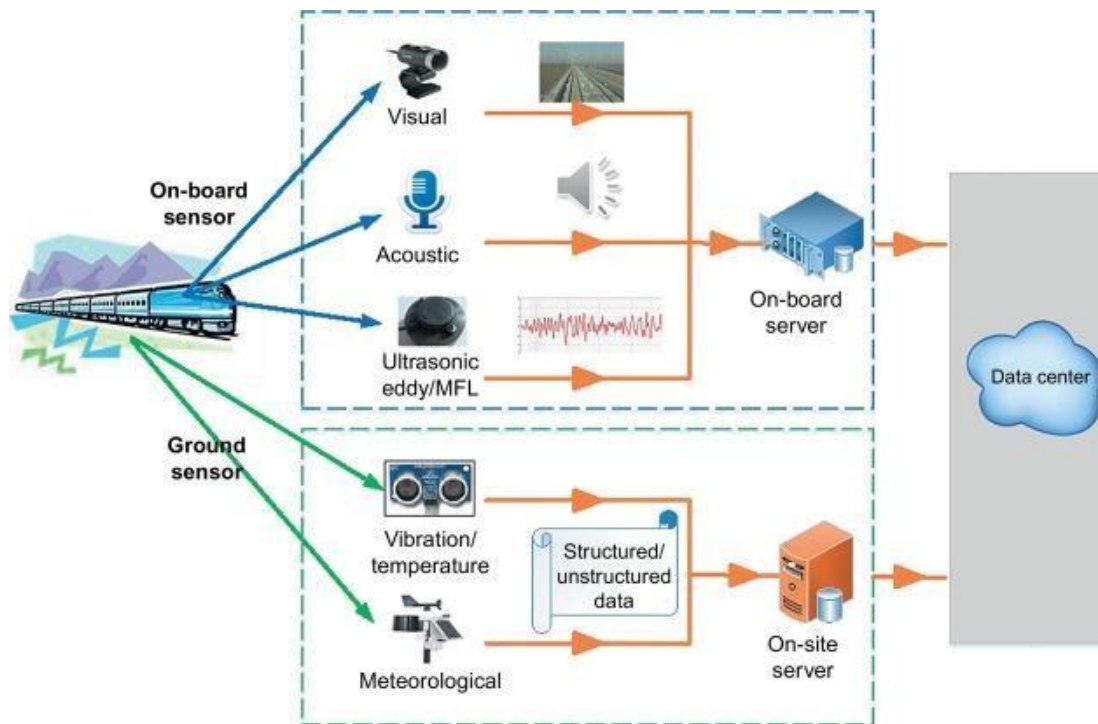 Visual
On-board
sensor
Acoustic
On-board
server
Ultrasonic
eddy/MFL
Data center
Ground
sensor
Vibration/
temperature
Structured/
unstructured
data
On-site
server
Meteorological